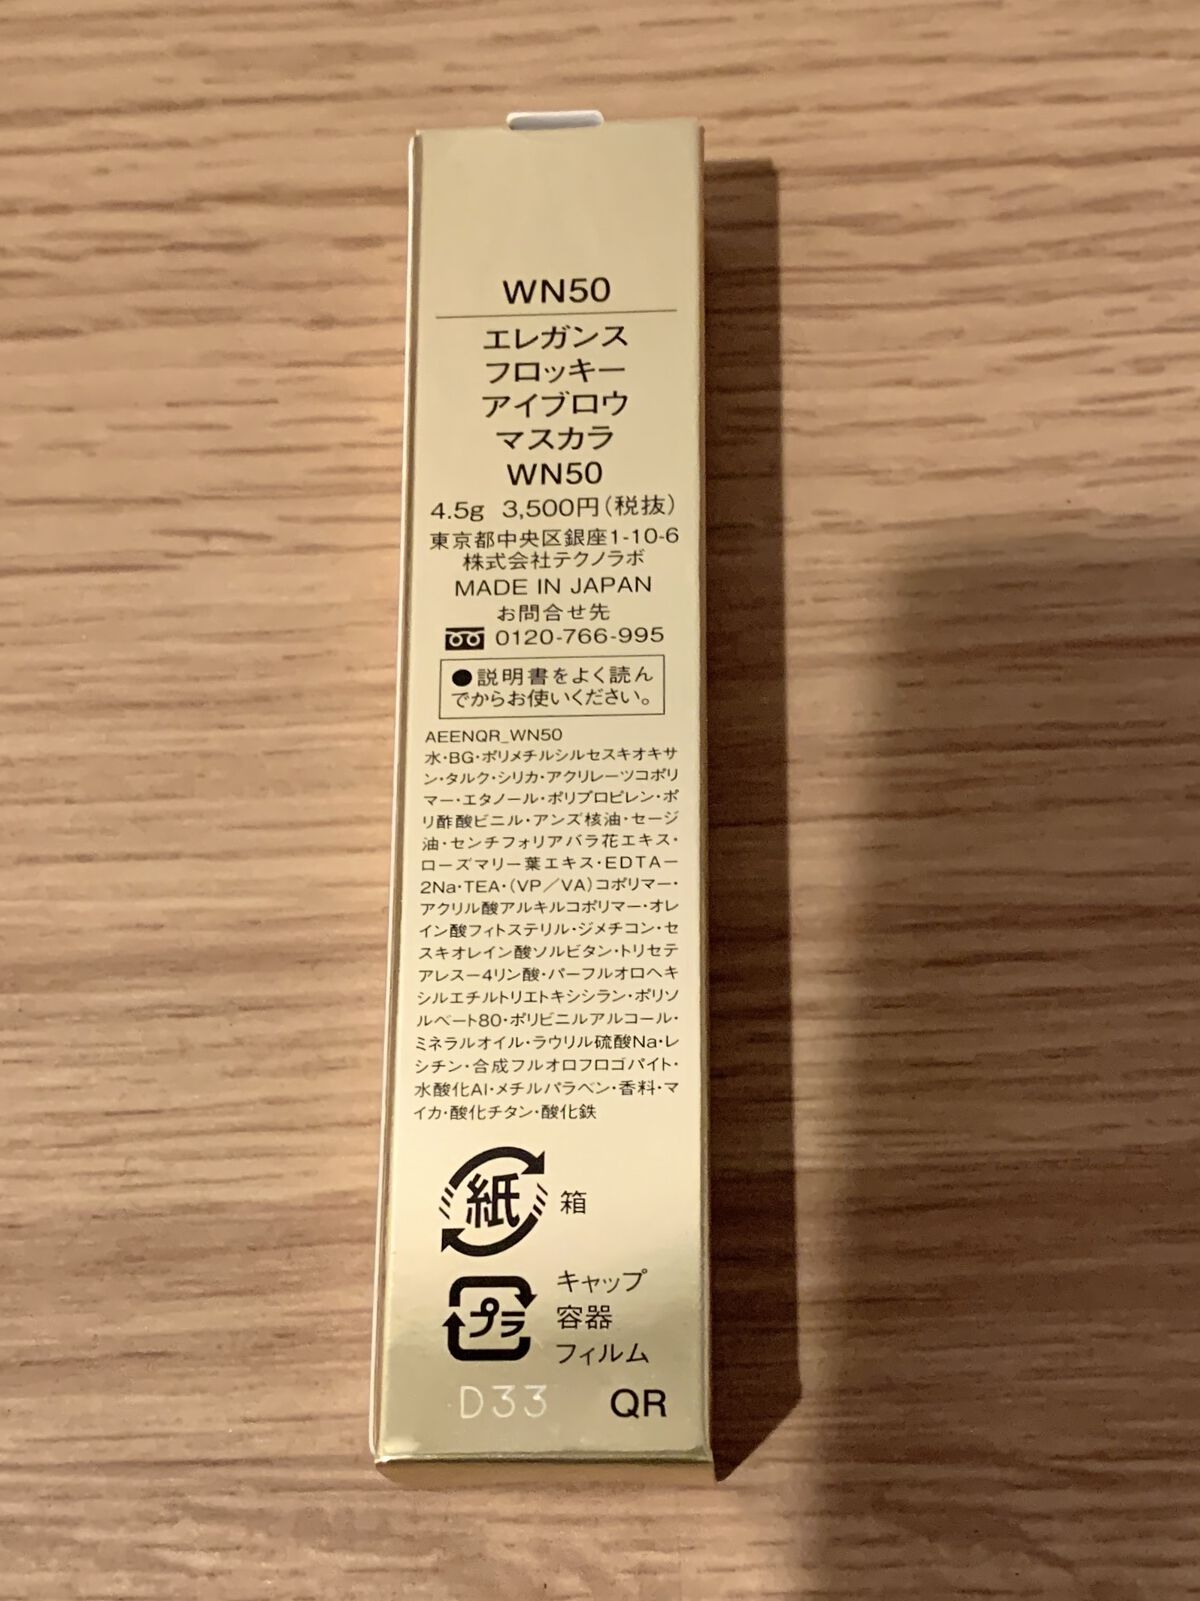 WN50
エレガンス
フロッキー
アイブロウ
マスカラ
WN50
4.5g 3,500円(税抜)
東京都中央区銀座1-10-6
株式会社テクノラボ
MADE IN JAPAN
お問合せ先
0120-766-995
●説明書をよく読ん
でからお使いください。
AEENQR_WN50
水・BG・ポリメチルシルセスキオキサ
ン・タルク・シリカ・アクリレーツコポリ
マー・エタノール・ポリプロピレン・ポ
リ酢酸ビニル・アンズ核油・セージ
油・センチフォリアバラ花エキス・
ローズマリー葉エキス・EDTAー
2Na・TEA・(VP/VA)コポリマー・
アクリル酸アルキルコポリマー・オレ
イン酸フィトステリル・ジメチコン・セ
スキオレイン酸ソルビタン・トリセテ
アレスー4リン酸・パーフルオロヘキ
シルエチルトリエトキシシラン・ポリソ
ルベート80・ポリビニルアルコール・
ミネラルオイル・ラウリル硫酸Na・レ
シチン・合成フルオロフロゴパイト・
水酸化Al・メチルパラベン・香料・マ
イカ・酸化チタン・酸化鉄
紙 箱
プラ キャップ
容器
フィルム
D33 QR